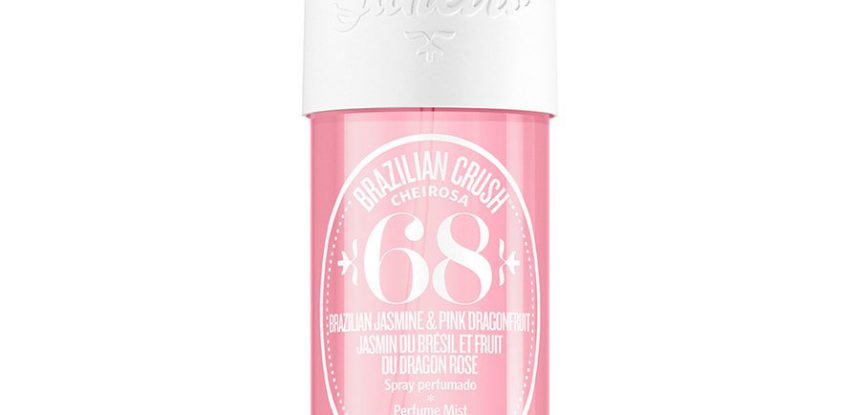 BRAZILIAN CRUSH
CHEIROSA
68
BRAZILIAN JASMINE & PINK DRAGONFRUIT
JASMIN DU BRÉSIL ET FRUIT
DU DRAGON ROSE
Spray perfumado
*
Perfume Mist